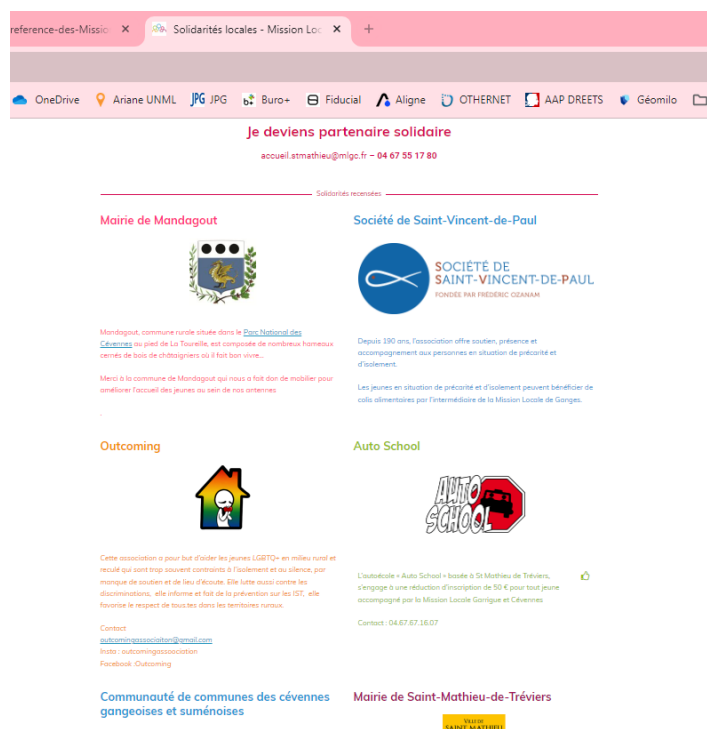 reference-des-Missio
Solidarités locales - Mission Loc
OneDrive
Ariane UNML
JPG JPG
b+ Buro+
Fiducial
Aligne
OTHERNET
AAP DREETS
Géomilo
Je deviens partenaire solidaire
accueil.stmathieu@mlgc.fr – 04 67 55 17 80
Solidarités recensées
Mairie de Mandagout
Mandagout, commune rurale située dans le Parc National des
Cévennes au pied de La Toureille, est composée de nombreux hameaux
cernés de bois de châtaigniers où il fait bon vivre…
Merci à la commune de Mandagout qui nous a fait don de mobilier pour
améliorer l'accueil des jeunes au sein de nos antennes
.
Société de Saint-Vincent-de-Paul
SOCIÉTÉ DE
SAINT-VINCENT-DE-PAUL
FONDÉE PAR FRÉDÉRIC OZANAM
Depuis 190 ans, l'association offre soutien, présence et
accompagnement aux personnes en situation de précarité et
d'isolement.
Les jeunes en situation de précarité et d'isolement peuvent bénéficier de
colis alimentaires par l'intermédiaire de la Mission Locale de Ganges.
Outcoming
Cette association a pour but d'aider les jeunes LGBTQ+ en milieu rural et
reculé qui sont trop souvent contraints à l'isolement et au silence, par
manque de soutien et de lieu d'écoute. Elle lutte aussi contre les
discriminations, elle informe et fait de la prévention sur les IST, elle
favorise le respect de tous.tes dans les territoires ruraux.
Contact
outcomingassociaiton@gmail.com
Insta : outcomingassaociation
Facebook :Outcoming
Auto School
AUTO
SCHOOL
L'autoécole « Auto School » basée à St Mathieu de Tréviers,
s'engage à une réduction d'inscription de 50 € pour tout jeune
accompagné par la Mission Locale Garrigue et Cévennes
Contact : 04.67.67.16.07
Communauté de communes des cévennes
gangeoises et suménoises
Mairie de Saint-Mathieu-de-Tréviers
VILLE DE
SAINT-MATHIEU